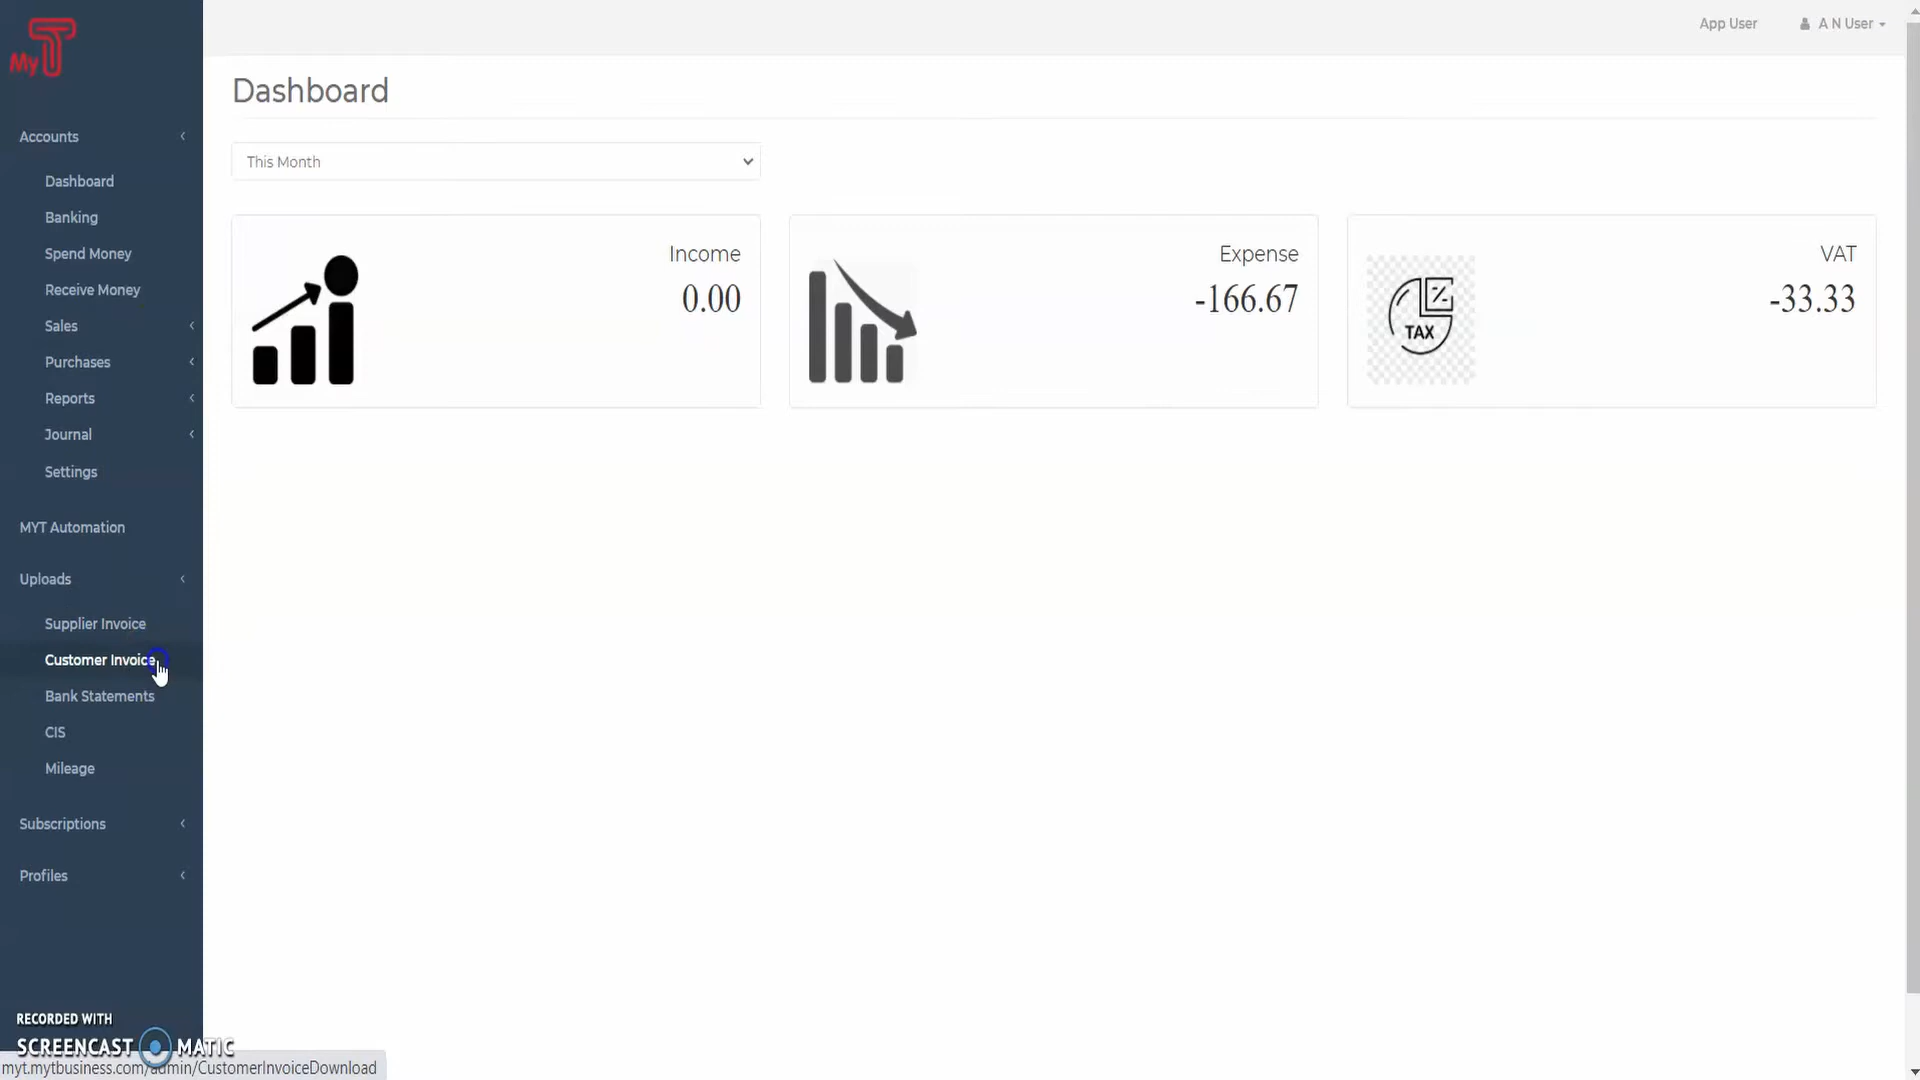 My T
App User
A N User
Dashboard
Accounts
This Month
Dashboard
Banking
Spend Money
Receive Money
Sales
Purchases
Reports
Journal
Settings
Income
0.00
Expense
-166.67
TAX
%
VAT
-33.33
MYT Automation
Uploads
Supplier Invoice
Customer Invoice
Bank Statements
CIS
Mileage
Subscriptions
Profiles
RECORDED WITH
SCREENCAST MATIC
myt.mytbusiness.com/admin/CustomerInvoiceDownload